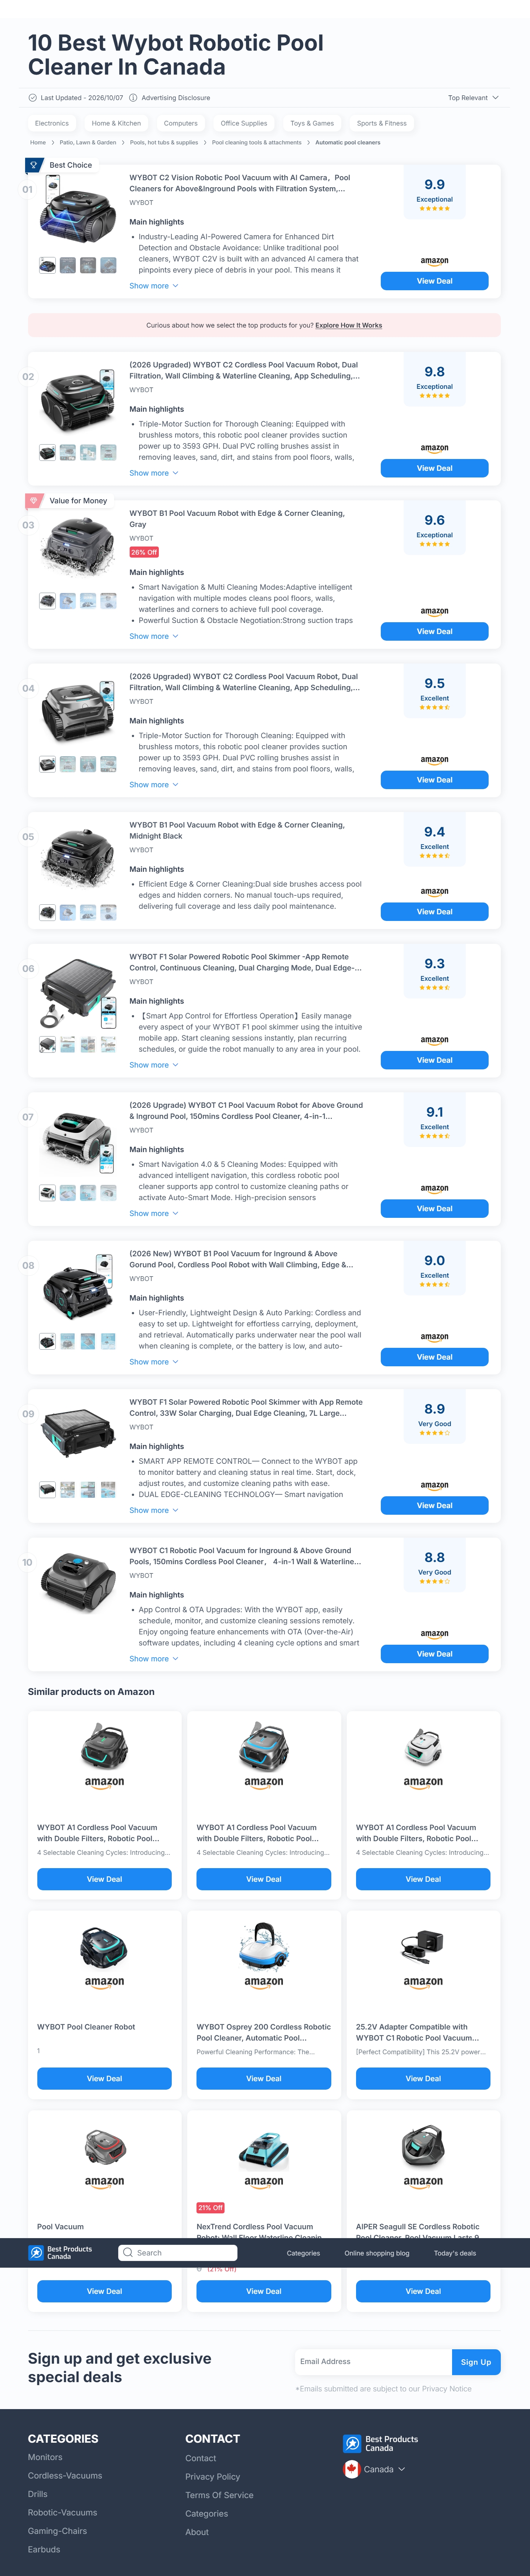 10 Best Wybot Robotic Pool
Cleaner In Canada
Last Updated - 2026/10/07 Advertising Disclosure Top Relevant
Electronics Home & Kitchen Computers Office Supplies Toys & Games Sports & Fitness
Home Patio, Lawn & Garden Pools, hot tubs & supplies Pool cleaning tools & attachments Automatic pool cleaners
Best Choice
01
WYBOT C2 Vision Robotic Pool Vacuum with AI Camera，Pool
Cleaners for Above&Inground Pools with Filtration System,...
WYBOT
Main highlights
• Industry-Leading AI-Powered Camera for Enhanced Dirt
Detection and Obstacle Avoidance: Unlike traditional pool
cleaners, WYBOT C2V is built with an advanced AI camera that
pinpoints every piece of debris in your pool. This means it
Show more
9.9
Exceptional
amazon
View Deal
Curious about how we select the top products for you? Explore How It Works
02
(2026 Upgraded) WYBOT C2 Cordless Pool Vacuum Robot, Dual
Filtration, Wall Climbing & Waterline Cleaning, App Scheduling,...
WYBOT
Main highlights
• Triple-Motor Suction for Thorough Cleaning: Equipped with
brushless motors, this robotic pool cleaner provides suction
power up to 3593 GPH. Dual PVC rolling brushes assist in
removing leaves, sand, dirt, and stains from pool floors, walls,
Show more
9.8
Exceptional
amazon
View Deal
Value for Money
03
WYBOT B1 Pool Vacuum Robot with Edge & Corner Cleaning,
Gray
WYBOT
26% Off
Main highlights
• Smart Navigation & Multi Cleaning Modes:Adaptive intelligent
navigation with multiple modes cleans pool floors, walls,
waterlines and corners to achieve full pool coverage.
• Powerful Suction & Obstacle Negotiation:Strong suction traps
Show more
9.6
Exceptional
amazon
View Deal
04
(2026 Upgraded) WYBOT C2 Cordless Pool Vacuum Robot, Dual
Filtration, Wall Climbing & Waterline Cleaning, App Scheduling,...
WYBOT
Main highlights
• Triple-Motor Suction for Thorough Cleaning: Equipped with
brushless motors, this robotic pool cleaner provides suction
power up to 3593 GPH. Dual PVC rolling brushes assist in
removing leaves, sand, dirt, and stains from pool floors, walls,
Show more
9.5
Excellent
amazon
View Deal
05
WYBOT B1 Pool Vacuum Robot with Edge & Corner Cleaning,
Midnight Black
WYBOT
Main highlights
• Efficient Edge & Corner Cleaning:Dual side brushes access pool
edges and hidden corners. No manual touch-ups required,
delivering full coverage and less daily pool maintenance.
9.4
Excellent
amazon
View Deal
06
WYBOT F1 Solar Powered Robotic Pool Skimmer -App Remote
Control, Continuous Cleaning, Dual Charging Mode, Dual Edge-...
WYBOT
Main highlights
• 【Smart App Control for Effortless Operation】Easily manage
every aspect of your WYBOT F1 pool skimmer using the intuitive
mobile app. Start cleaning sessions instantly, plan recurring
schedules, or guide the robot manually to any area in your pool.
Show more
9.3
Excellent
amazon
View Deal
07
(2026 Upgrade) WYBOT C1 Pool Vacuum Robot for Above Ground
& Inground Pool, 150mins Cordless Pool Cleaner, 4-in-1...
WYBOT
Main highlights
• Smart Navigation 4.0 & 5 Cleaning Modes: Equipped with
advanced intelligent navigation, this cordless robotic pool
cleaner supports app control to customize cleaning paths or
activate Auto-Smart Mode. High-precision sensors
Show more
9.1
Excellent
amazon
View Deal
08
(2026 New) WYBOT B1 Pool Vacuum for Inground & Above
Gorund Pool, Cordless Pool Robot with Wall Climbing, Edge &...
WYBOT
Main highlights
• User-Friendly, Lightweight Design & Auto Parking: Cordless and
easy to set up. Lightweight for effortless carrying, deployment,
and retrieval. Automatically parks underwater near the pool wall
when cleaning is complete, or the battery is low, and auto-
Show more
9.0
Excellent
amazon
View Deal
09
WYBOT F1 Solar Powered Robotic Pool Skimmer with App Remote
Control, 33W Solar Charging, Dual Edge Cleaning, 7L Large...
WYBOT
Main highlights
• SMART APP REMOTE CONTROL— Connect to the WYBOT app
to monitor battery and cleaning status in real time. Start, dock,
adjust routes, and customize cleaning paths with ease.
• DUAL EDGE-CLEANING TECHNOLOGY— Smart navigation
Show more
8.9
Very Good
amazon
View Deal
10
WYBOT C1 Robotic Pool Vacuum for Inground & Above Ground
Pools, 150mins Cordless Pool Cleaner， 4-in-1 Wall & Waterline...
WYBOT
Main highlights
• App Control & OTA Upgrades: With the WYBOT app, easily
schedule, monitor, and customize cleaning sessions remotely.
Enjoy ongoing feature enhancements with OTA (Over-the-Air)
software updates, including 4 cleaning cycle options and smart
Show more
8.8
Very Good
amazon
View Deal
Similar products on Amazon
amazon amazon amazon
WYBOT A1 Cordless Pool Vacuum WYBOT A1 Cordless Pool Vacuum WYBOT A1 Cordless Pool Vacuum
with Double Filters, Robotic Pool... with Double Filters, Robotic Pool... with Double Filters, Robotic Pool...
4 Selectable Cleaning Cycles: Introducing... 4 Selectable Cleaning Cycles: Introducing... 4 Selectable Cleaning Cycles: Introducing...
View Deal View Deal View Deal
amazon amazon amazon
WYBOT Pool Cleaner Robot WYBOT Osprey 200 Cordless Robotic 25.2V Adapter Compatible with
Pool Cleaner, Automatic Pool... WYBOT C1 Robotic Pool Vacuum...
1 Powerful Cleaning Performance: The... [Perfect Compatibility] This 25.2V power...
View Deal View Deal View Deal
amazon amazon amazon
21% Off
Pool Vacuum NexTrend Cordless Pool Vacuum AIPER Seagull SE Cordless Robotic
Best Products
Canada
Search Categories Online shopping blog Today's deals
(21% Off)
View Deal View Deal View Deal
Sign up and get exclusive
special deals
Email Address Sign Up
*Emails submitted are subject to our Privacy Notice
CATEGORIES
Monitors
Cordless-Vacuums
Drills
Robotic-Vacuums
Gaming-Chairs
Earbuds
CONTACT
Contact
Privacy Policy
Terms Of Service
Categories
About
Best Products
Canada
Canada